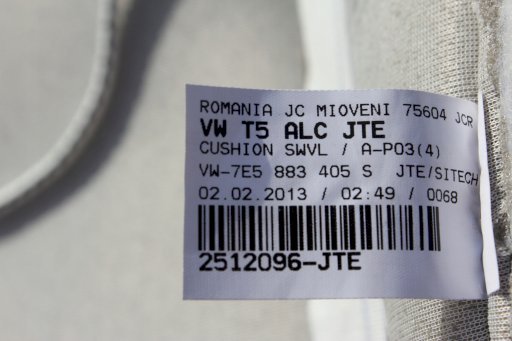 ROMANIA JC MIOVENI 75604 JCR
VW T5 ALC JTE
CUSHION SWVL / A-P03(4)
VW-7E5 883 405 S JTE/SITECH
02.02.2013 / 02:49 / 0068
2512096-JTE